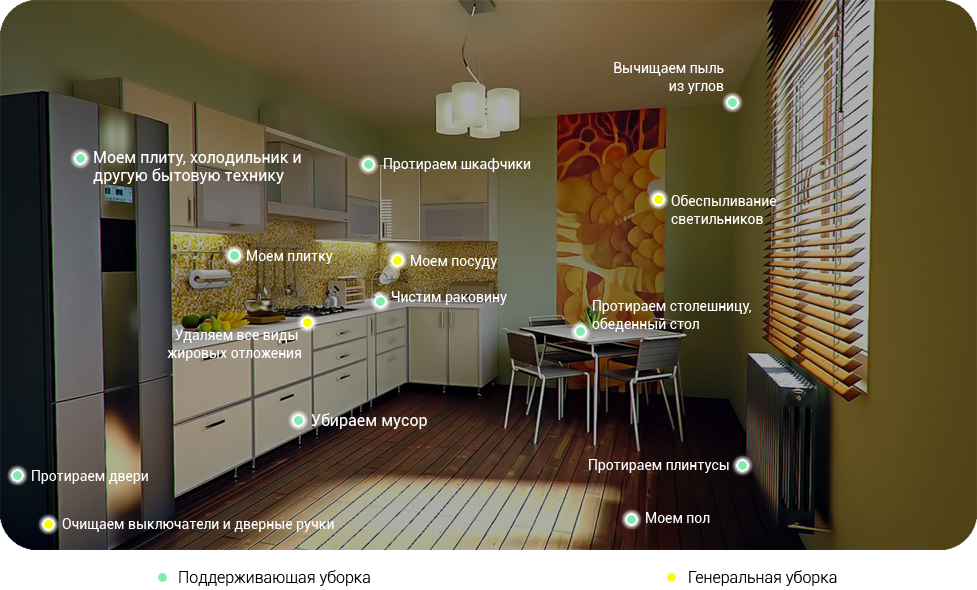 Вычищаем пыль
из углов
Моем плиту, холодильник и
другую бытовую технику
Протираем шкафчики
Обеспыливание
светильников
Моем плитку
Моем посуду
Чистим раковину
Протираем столешницу,
обеденный стол
Удаляем все виды
жировых отложения
Убираем мусор
Протираем плинтусы
Протираем двери
Моем пол
Очищаем выключатели и дверные ручки
Поддерживающая уборка
Генеральная уборка